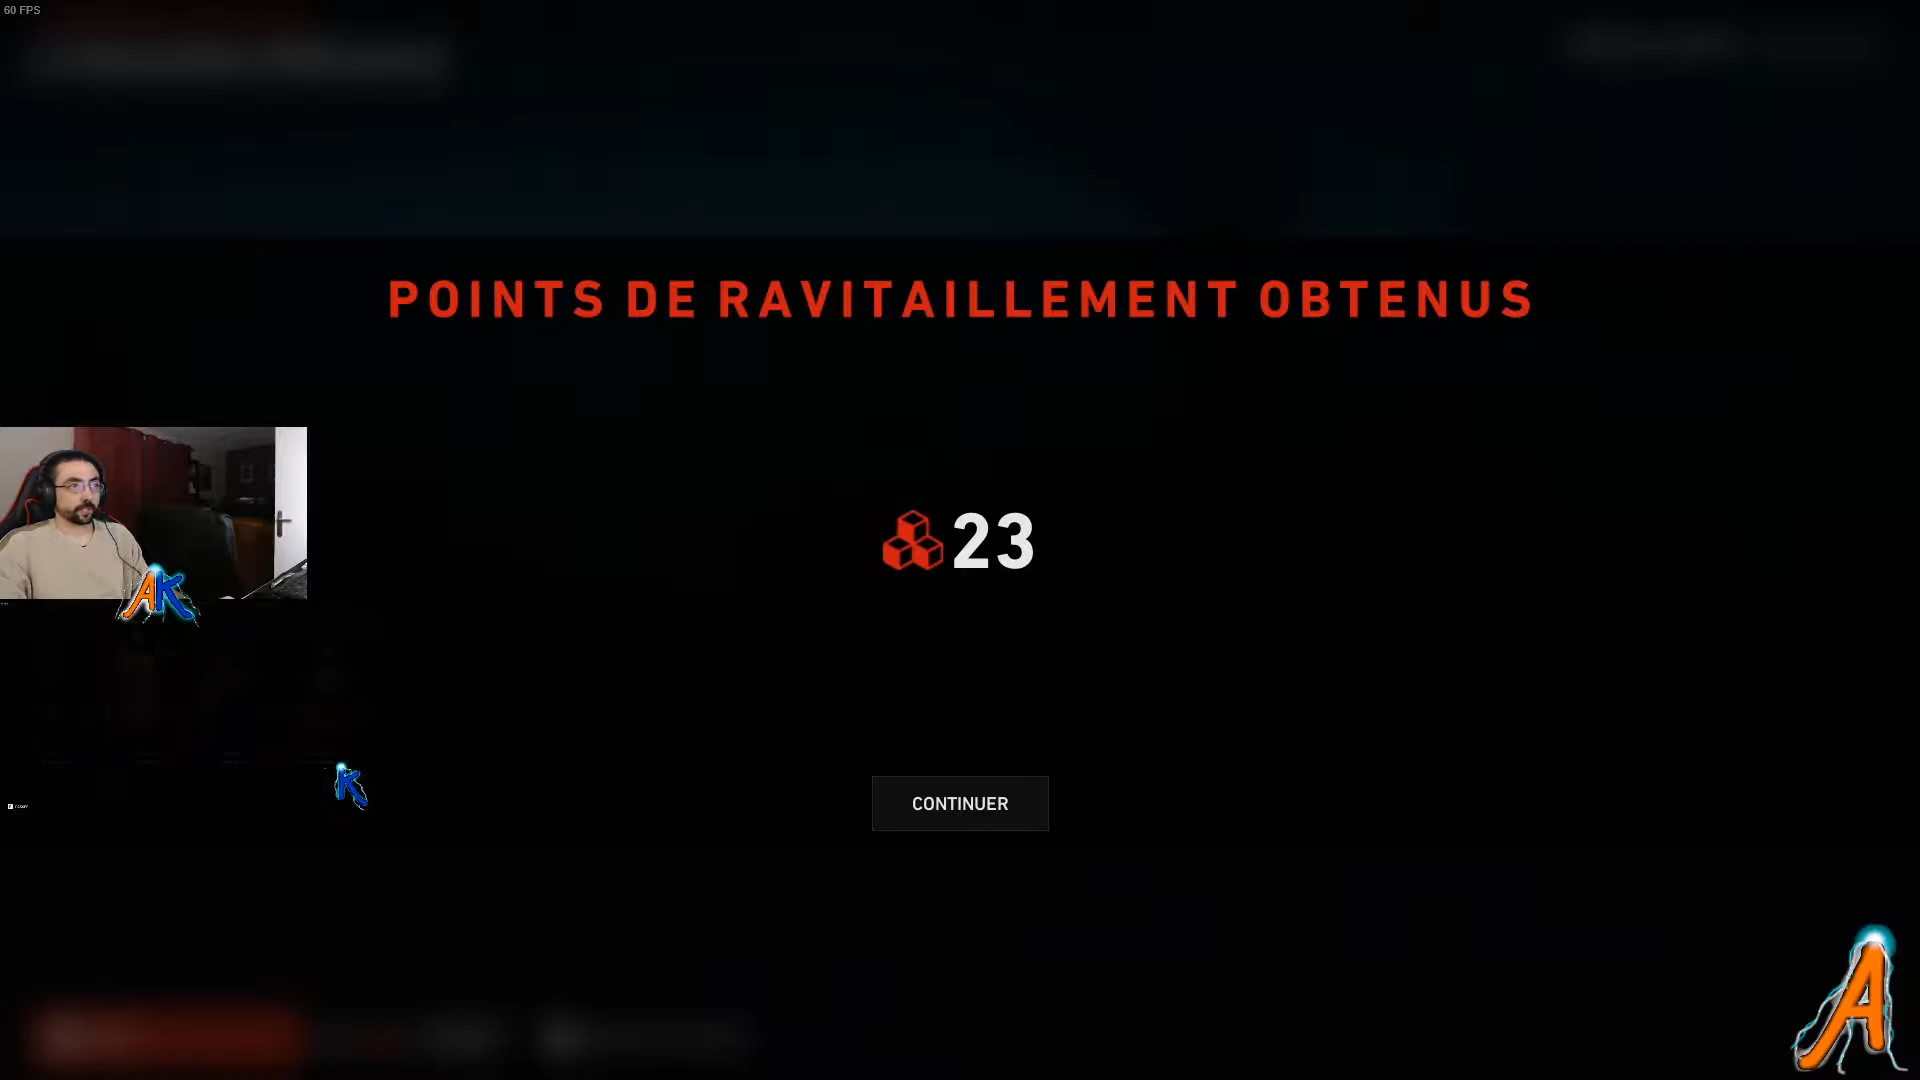 60 FPS
POINTS DE RAVITAILLEMENT OBTENUS
23
AK
K
CONTINUER
A